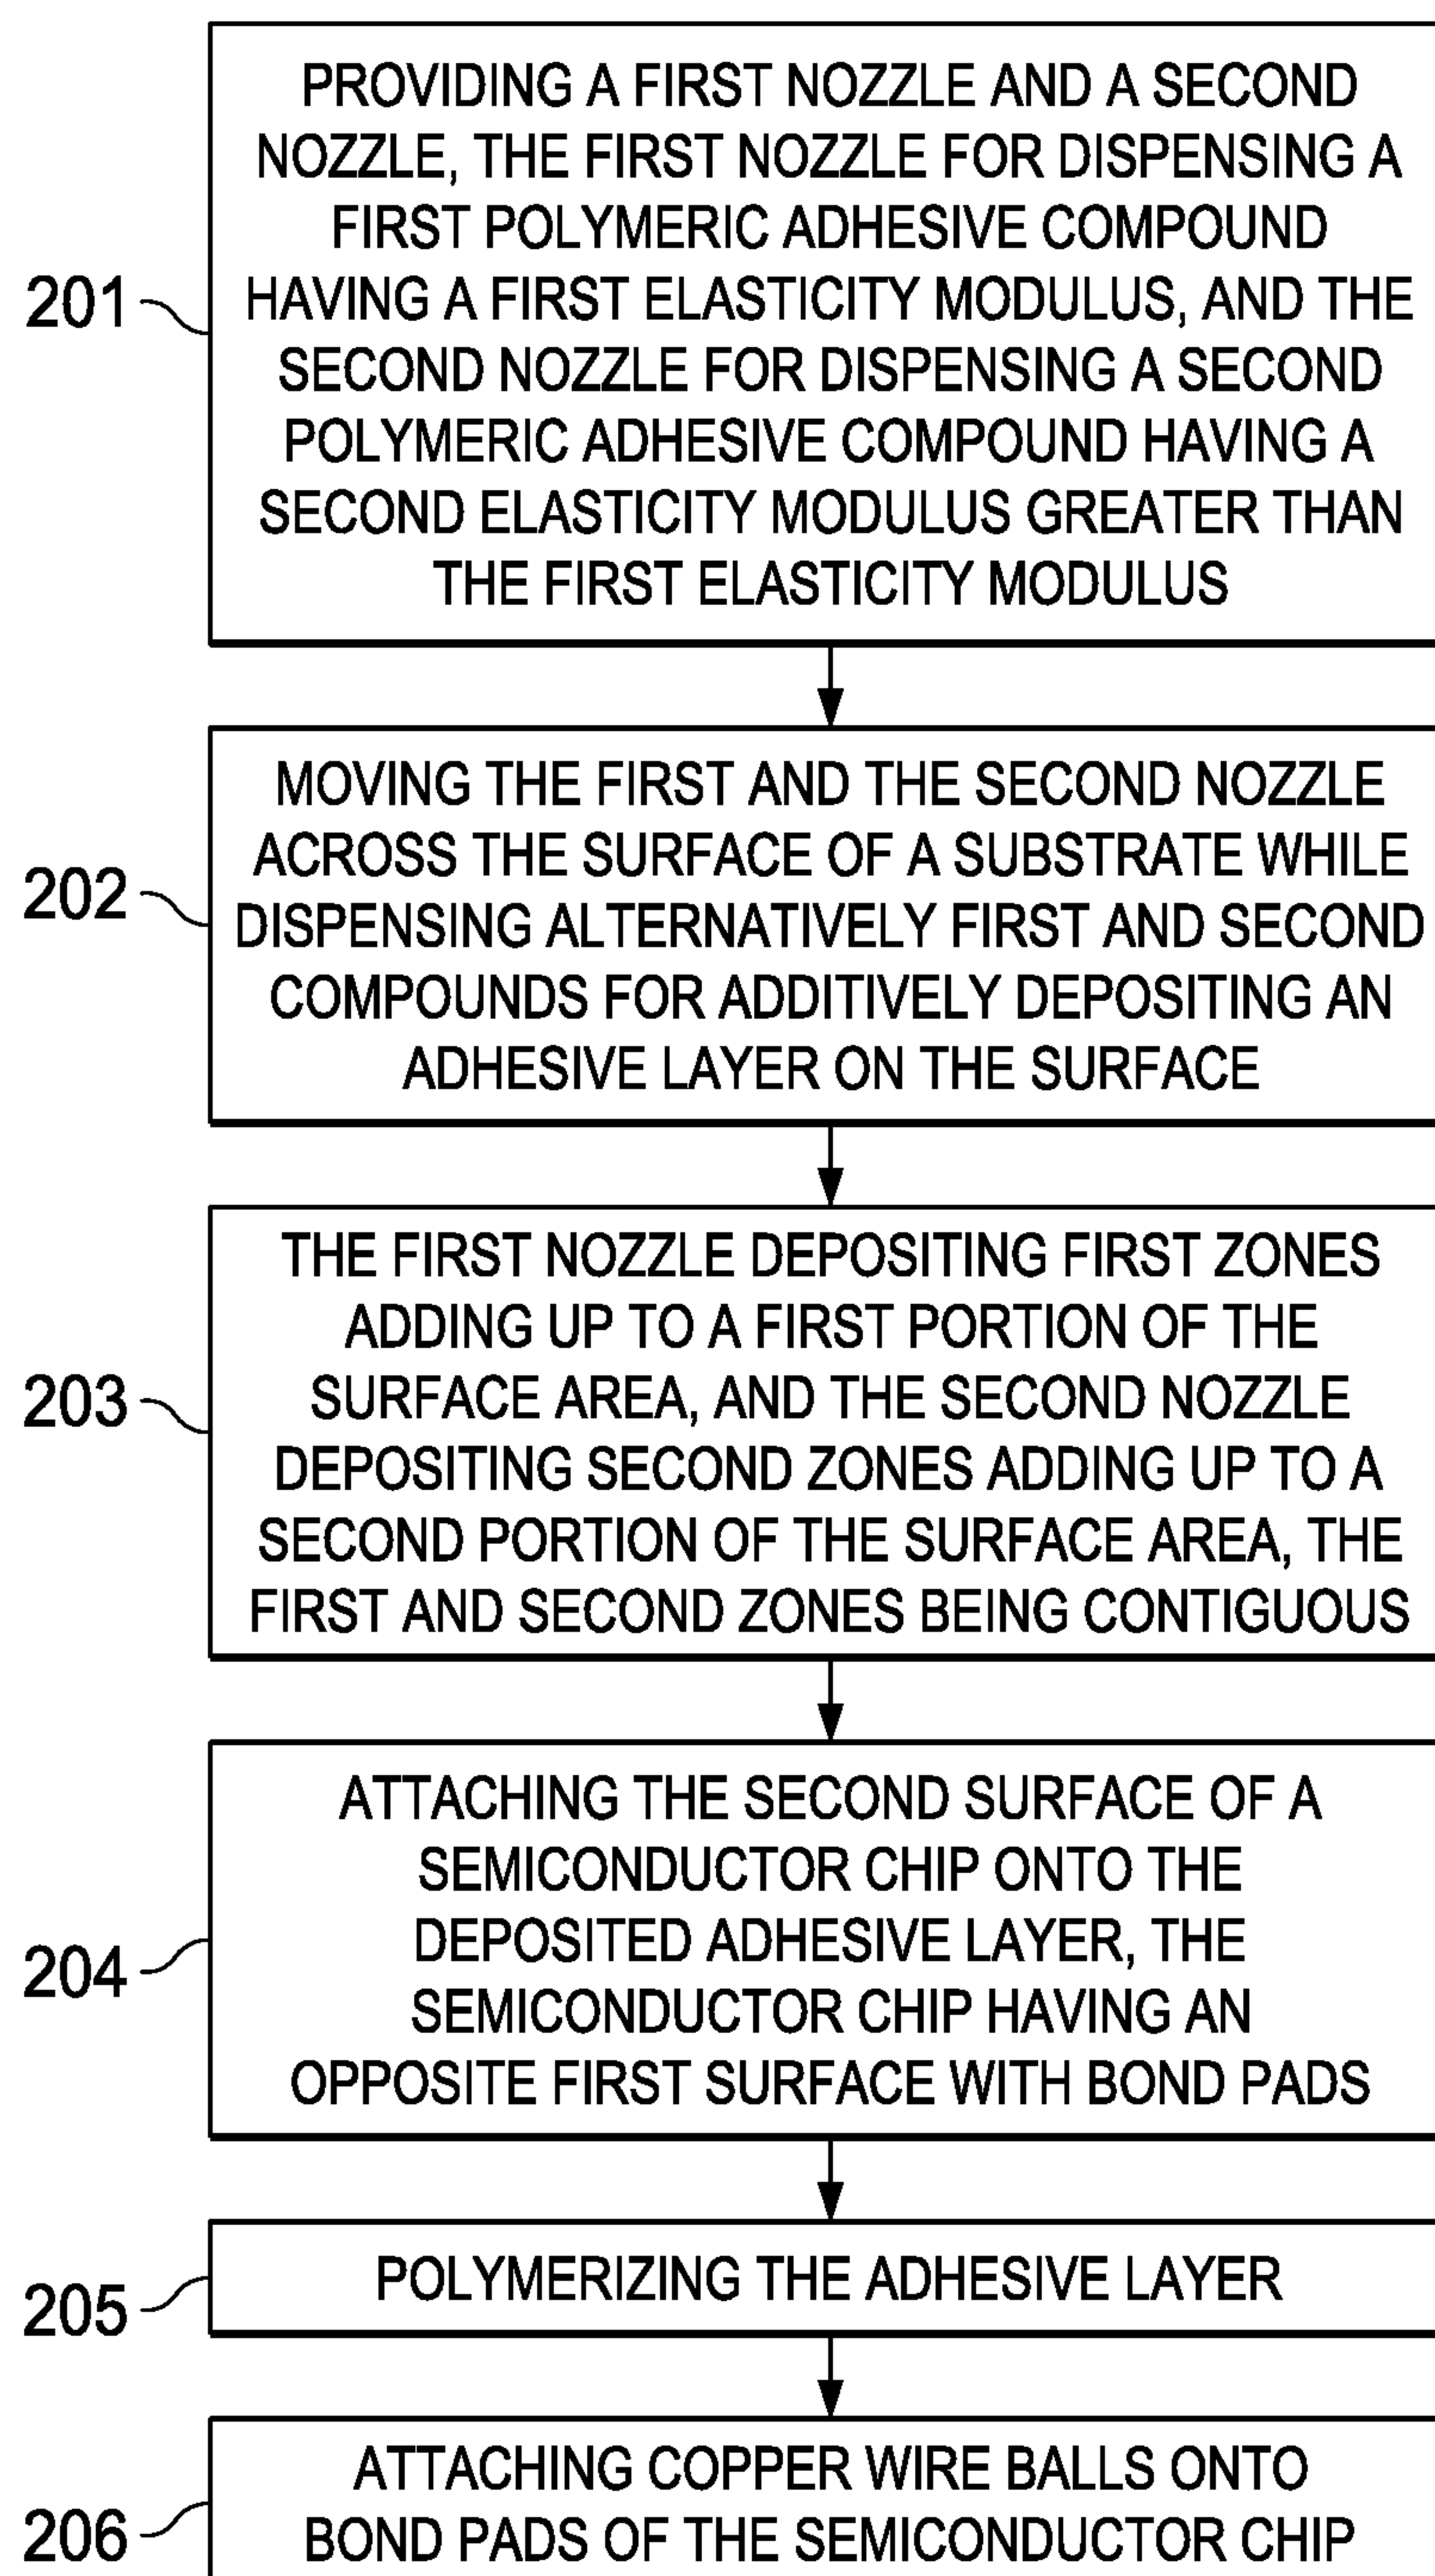 PROVIDING A FIRST NOZZLE AND A SECOND
NOZZLE, THE FIRST NOZZLE FOR DISPENSING A
FIRST POLYMERIC ADHESIVE COMPOUND
201
HAVING A FIRST ELASTICITY MODULUS, AND THE
SECOND NOZZLE FOR DISPENSING A SECOND
POLYMERIC ADHESIVE COMPOUND HAVING A
SECOND ELASTICITY MODULUS GREATER THAN
THE FIRST ELASTICITY MODULUS
MOVING THE FIRST AND THE SECOND NOZZLE
ACROSS THE SURFACE OF A SUBSTRATE WHILE
202
DISPENSING ALTERNATIVELY FIRST AND SECOND
COMPOUNDS FOR ADDITIVELY DEPOSITING AN
ADHESIVE LAYER ON THE SURFACE
THE FIRST NOZZLE DEPOSITING FIRST ZONES
ADDING UP TO A FIRST PORTION OF THE
203
SURFACE AREA, AND THE SECOND NOZZLE
DEPOSITING SECOND ZONES ADDING UP TO A
SECOND PORTION OF THE SURFACE AREA, THE
FIRST AND SECOND ZONES BEING CONTIGUOUS
ATTACHING THE SECOND SURFACE OF A
SEMICONDUCTOR CHIP ONTO THE
DEPOSITED ADHESIVE LAYER, THE
204
SEMICONDUCTOR CHIP HAVING AN
OPPOSITE FIRST SURFACE WITH BOND PADS
205
POLYMERIZING THE ADHESIVE LAYER
206
ATTACHING COPPER WIRE BALLS ONTO
BOND PADS OF THE SEMICONDUCTOR CHIP